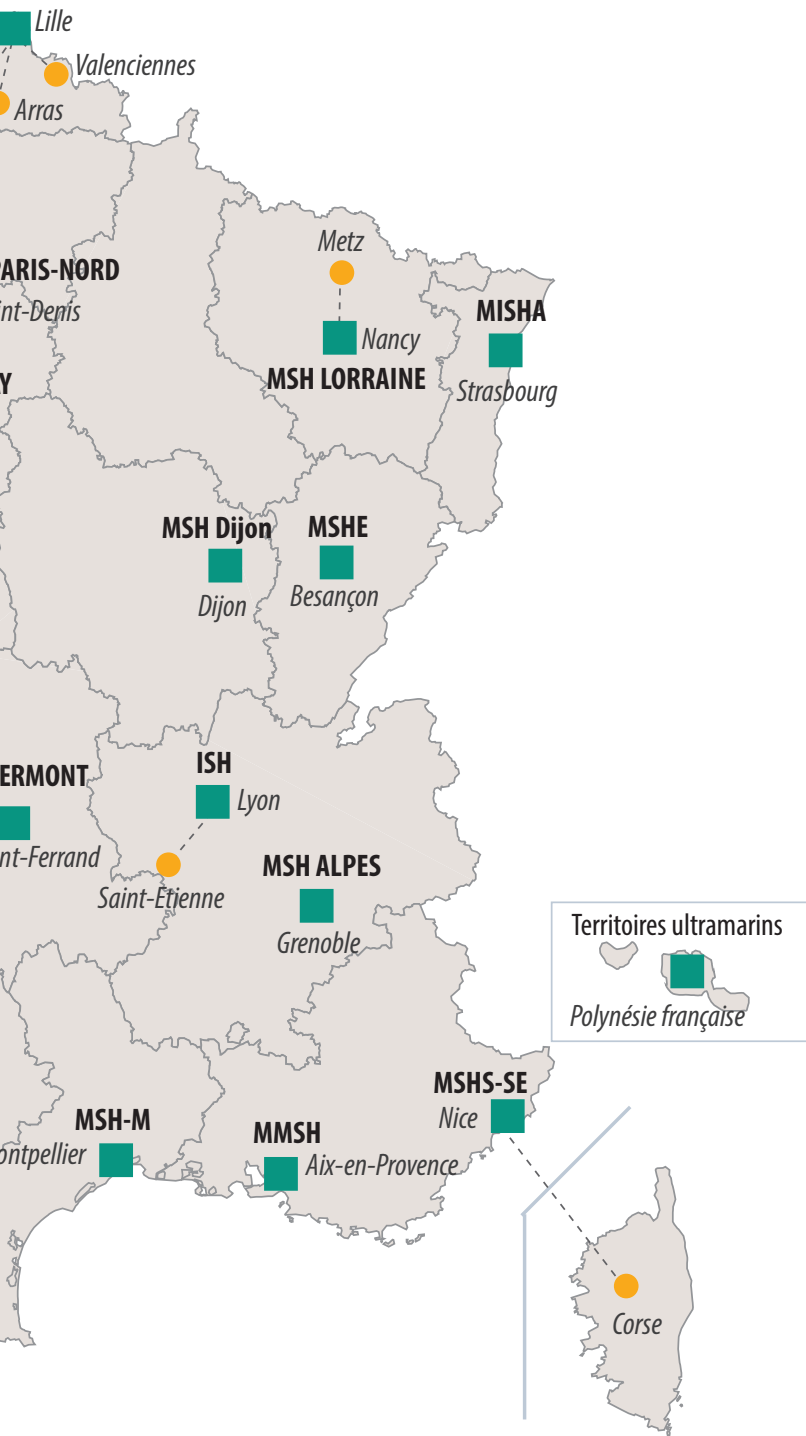 Lille
Valenciennes
Arras
PARIS-NORD
int-Denis
Metz
Nancy
MSH LORRAINE
MISHA
Strasbourg
Y
MSH Dijon
Dijon
MSHE
Besançon
ERMONT
nt-Ferrand
ISH
Lyon
Saint-Etienne
MSH ALPES
Grenoble
Territoires ultramarins
Polynésie française
MSHS-SE
Nice
MSH-M
ontpellier
MMSH
Aix-en-Provence
Corse